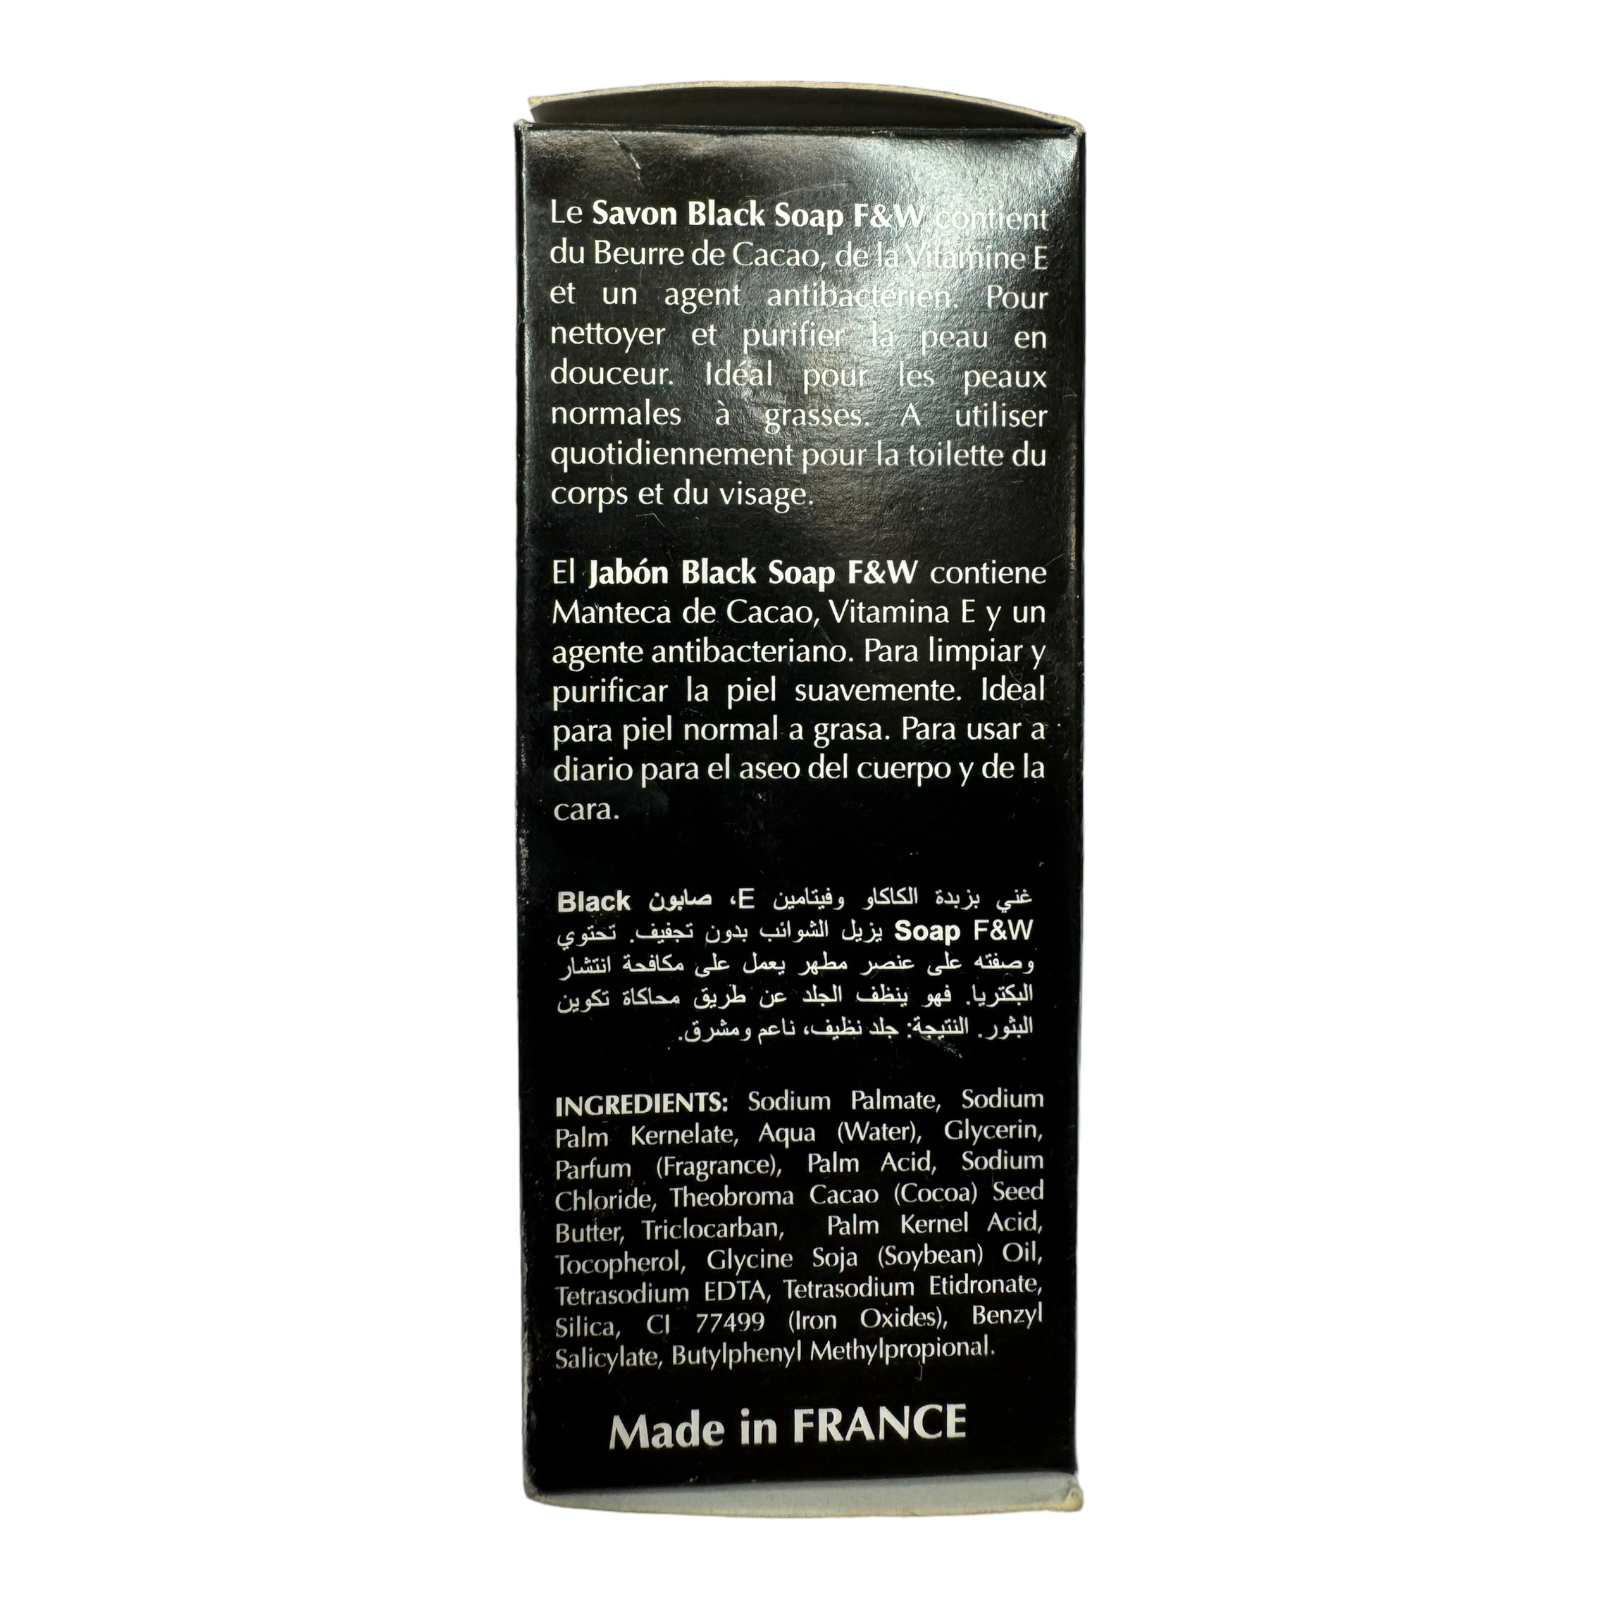 Le Savon Black Soap F&W contient
du Beurre de Cacao, de la Vitamine E
et un agent antibactérien. Pour
nettoyer et purifier la peau en
douceur. Idéal pour les peaux
normales à grasses. A utiliser
quotidiennement pour la toilette du
corps et du visage.
El Jabón Black Soap F&W contiene
Manteca de Cacao, Vitamina E y un
agente antibacteriano. Para limpiar y
purificar la piel suavemente. Ideal
para piel normal a grasa. Para usar a
diario para el aseo del cuerpo y de la
cara.
غني بزبدة الكاكاو وفيتامين E، صابون Black
Soap F&W يزيل الشوائب بدون تجفيف. تحتوي
وصفته على عنصر مطهر يعمل على مكافحة انتشار
البكتريا. فهو ينظف الجلد عن طريق محاكاة تكوين
البثور. النتيجة: جلد نظيف، ناعم ومشرق.
INGREDIENTS: Sodium Palmate, Sodium
Palm Kernelate, Aqua (Water), Glycerin,
Parfum (Fragrance), Palm Acid, Sodium
Chloride, Theobroma Cacao (Cocoa) Seed
Butter, Triclocarban, Palm Kernel Acid,
Tocopherol, Glycine Soja (Soybean) Oil,
Tetrasodium EDTA, Tetrasodium Etidronate,
Silica, CI 77499 (Iron Oxides), Benzyl
Salicylate, Butylphenyl Methylpropional.
Made in FRANCE